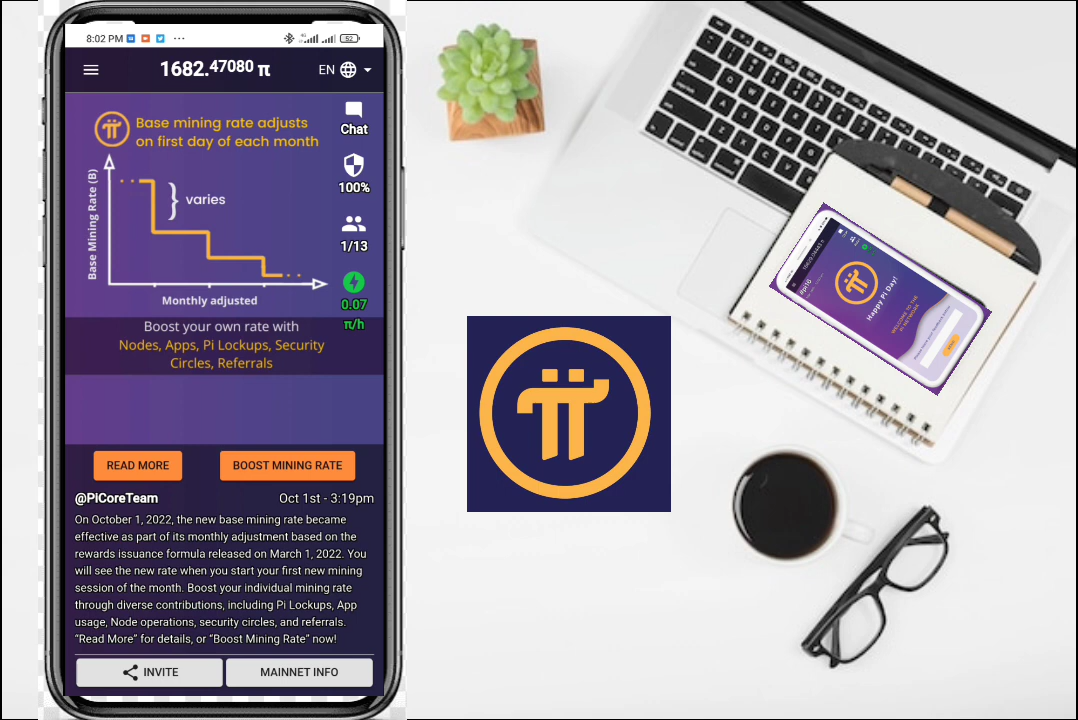 8:02 PM
52
1682.47080 π
EN
Base mining rate adjusts
on first day of each month
Chat
100%
1/13
0.07
π/h
Base Mining Rate (B)
varies
Monthly adjusted
Boost your own rate with
Nodes, Apps, Pi Lockups, Security
Circles, Referrals
READ MORE
BOOST MINING RATE
@PiCoreTeam
Oct 1st - 3:19pm
On October 1, 2022, the new base mining rate became
effective as part of its monthly adjustment based on the
rewards issuance formula released on March 1, 2022. You
will see the new rate when you start your first new mining
session of the month. Boost your individual mining rate
through diverse contributions, including Pi Lockups, App
usage, Node operations, security circles, and referrals.
“Read More” for details, or “Boost Mining Rate” now!
INVITE
MAINNET INFO
Happy Pi Day!
WELCOME TO THE
PI NETWORK